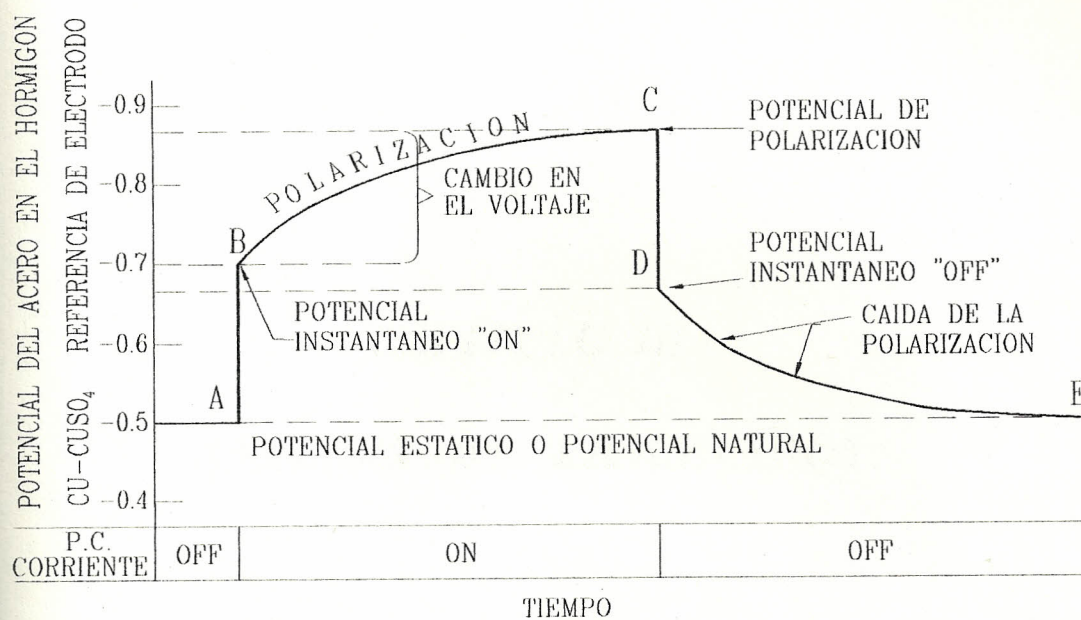 POTENCIAL DEL ACERO EN EL HORMIGON
CU-CUSO₄ REFERENCIA DE ELECTRODO
-0.9
-0.8
-0.7
-0.6
-0.5
-0.4
A
B
C
D
E
POLARIZACION
CAMBIO EN
EL VOLTAJE
POTENCIAL DE
POLARIZACION
POTENCIAL
INSTANTANEO "ON"
POTENCIAL
INSTANTANEO "OFF"
CAIDA DE LA
POLARIZACION
POTENCIAL ESTATICO O POTENCIAL NATURAL
P.C.
CORRIENTE
OFF
ON
OFF
TIEMPO